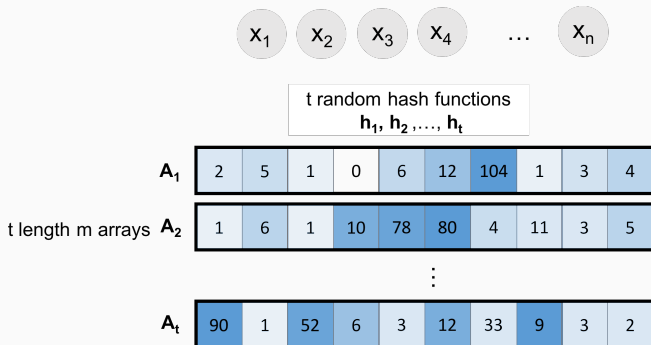 x1 x2 x3 x4 ... xn
t random hash functions
h1, h2 ,..., ht
A1 2 5 1 0 6 12 104 1 3 4
t length m arrays A2 1 6 1 10 78 80 4 11 3 5
⋮
At 90 1 52 6 3 12 33 9 3 2